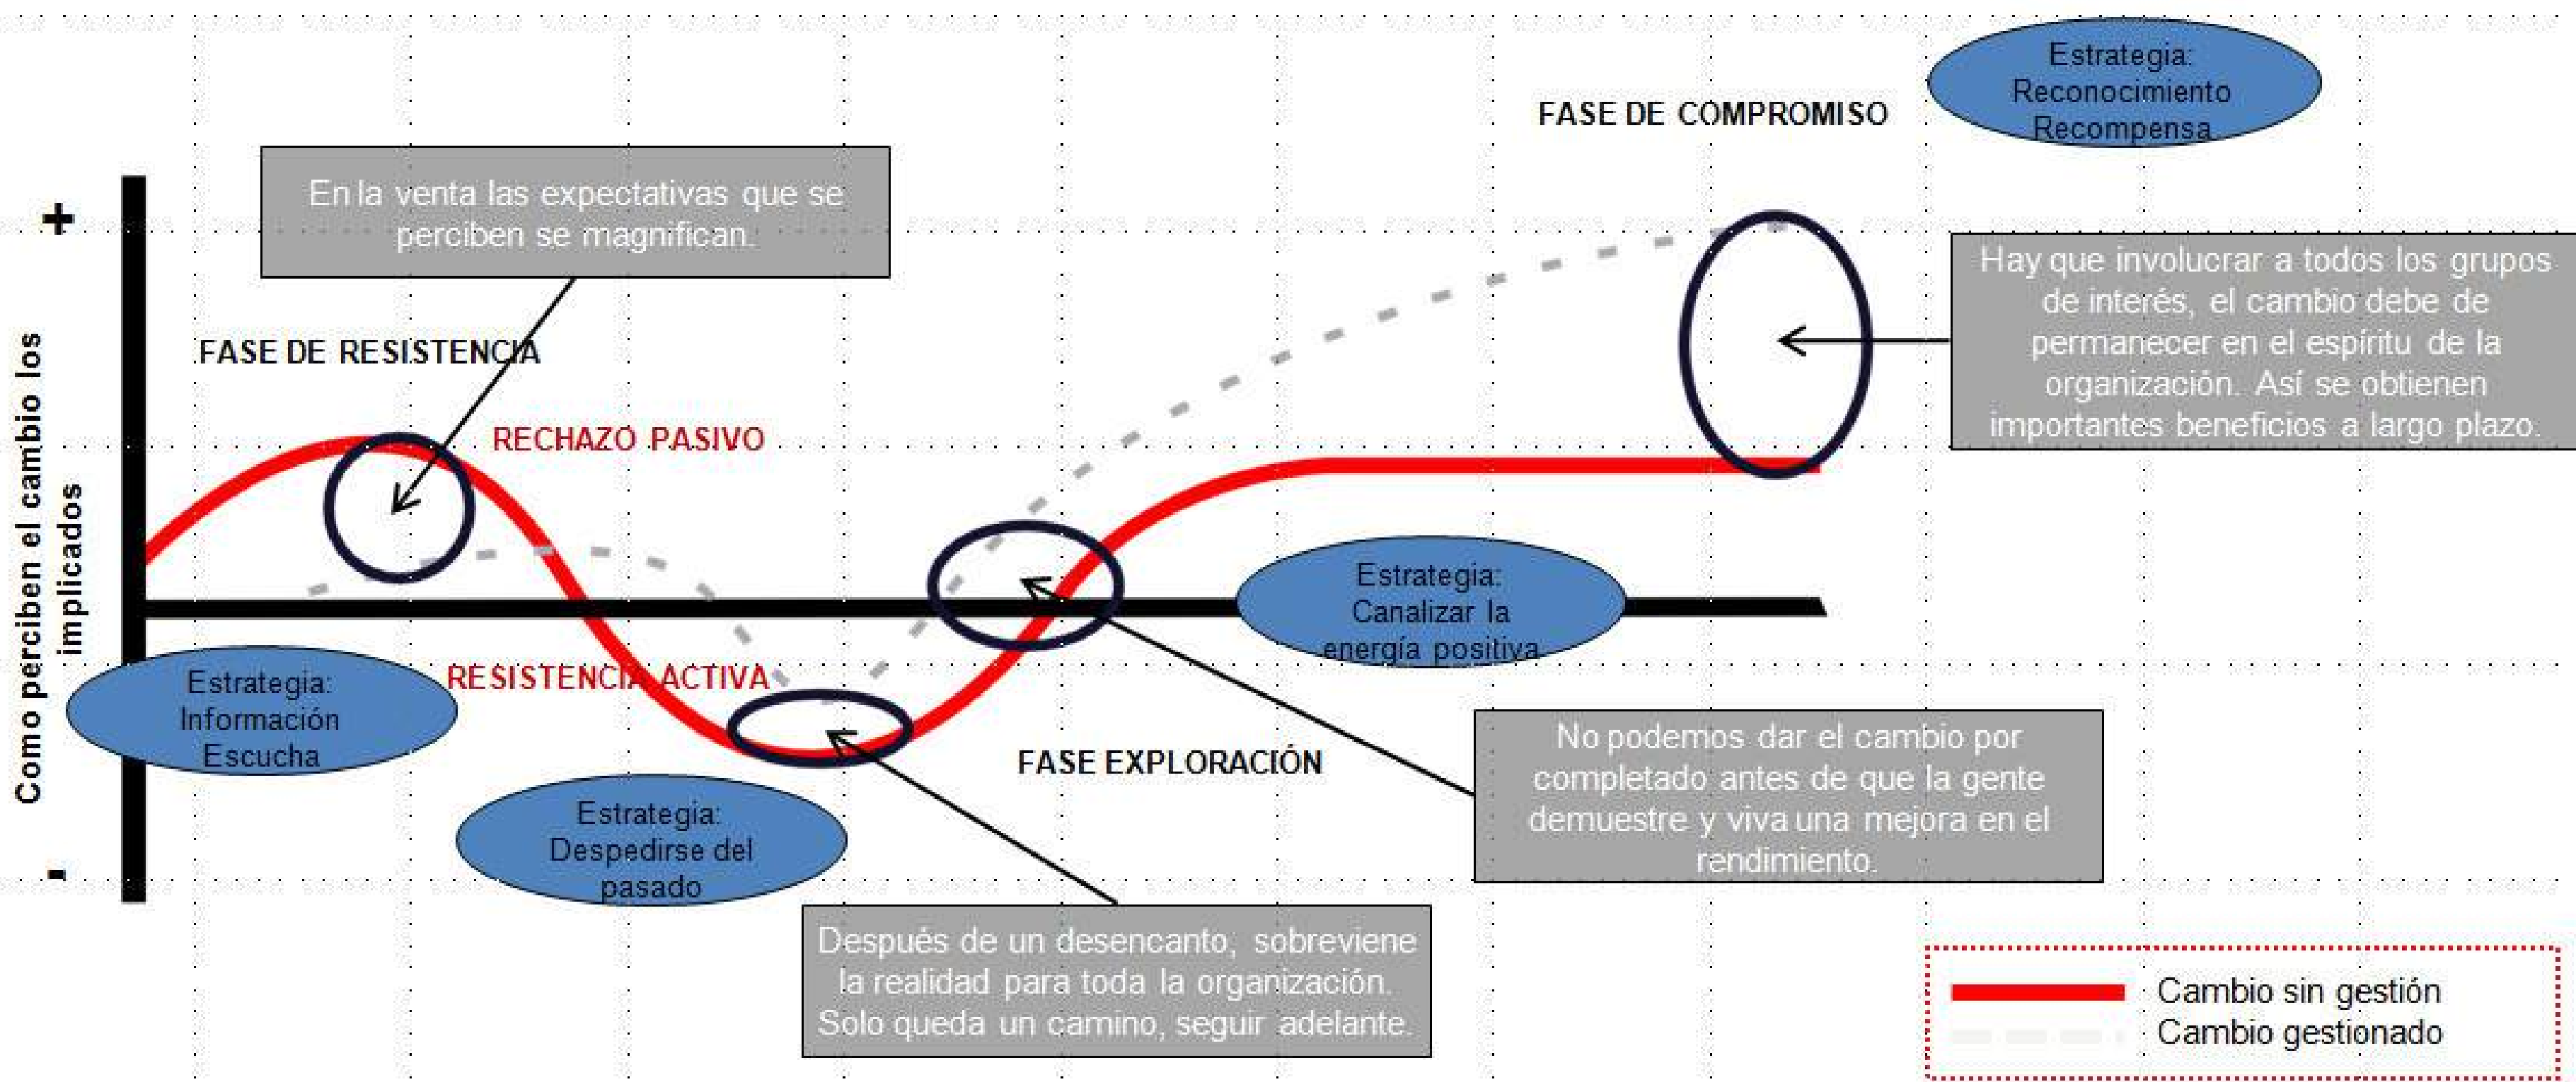 Estrategia:
Reconocimiento
Recompensa
FASE DE COMPROMISO
En la venta las expectativas que se
perciben se magnifican.
+
Hay que involucrar a todos los grupos
de interés, el cambio debe de
permanecer en el espíritu de la
organización. Así se obtienen
importantes beneficios a largo plazo.
FASE DE RESISTENCIA
RECHAZO PASIVO
Como perciben el cambio los
implicados
Estrategia:
Canalizar la
energía positiva
Estrategia:
Información
Escucha
RESISTENCIA ACTIVA
FASE EXPLORACIÓN
No podemos dar el cambio por
completado antes de que la gente
demuestre y viva una mejora en el
rendimiento.
Estrategia:
Despedirse del
pasado
-
Después de un desencanto, sobreviene
la realidad para toda la organización.
Solo queda un camino, seguir adelante.
Cambio sin gestión
Cambio gestionado